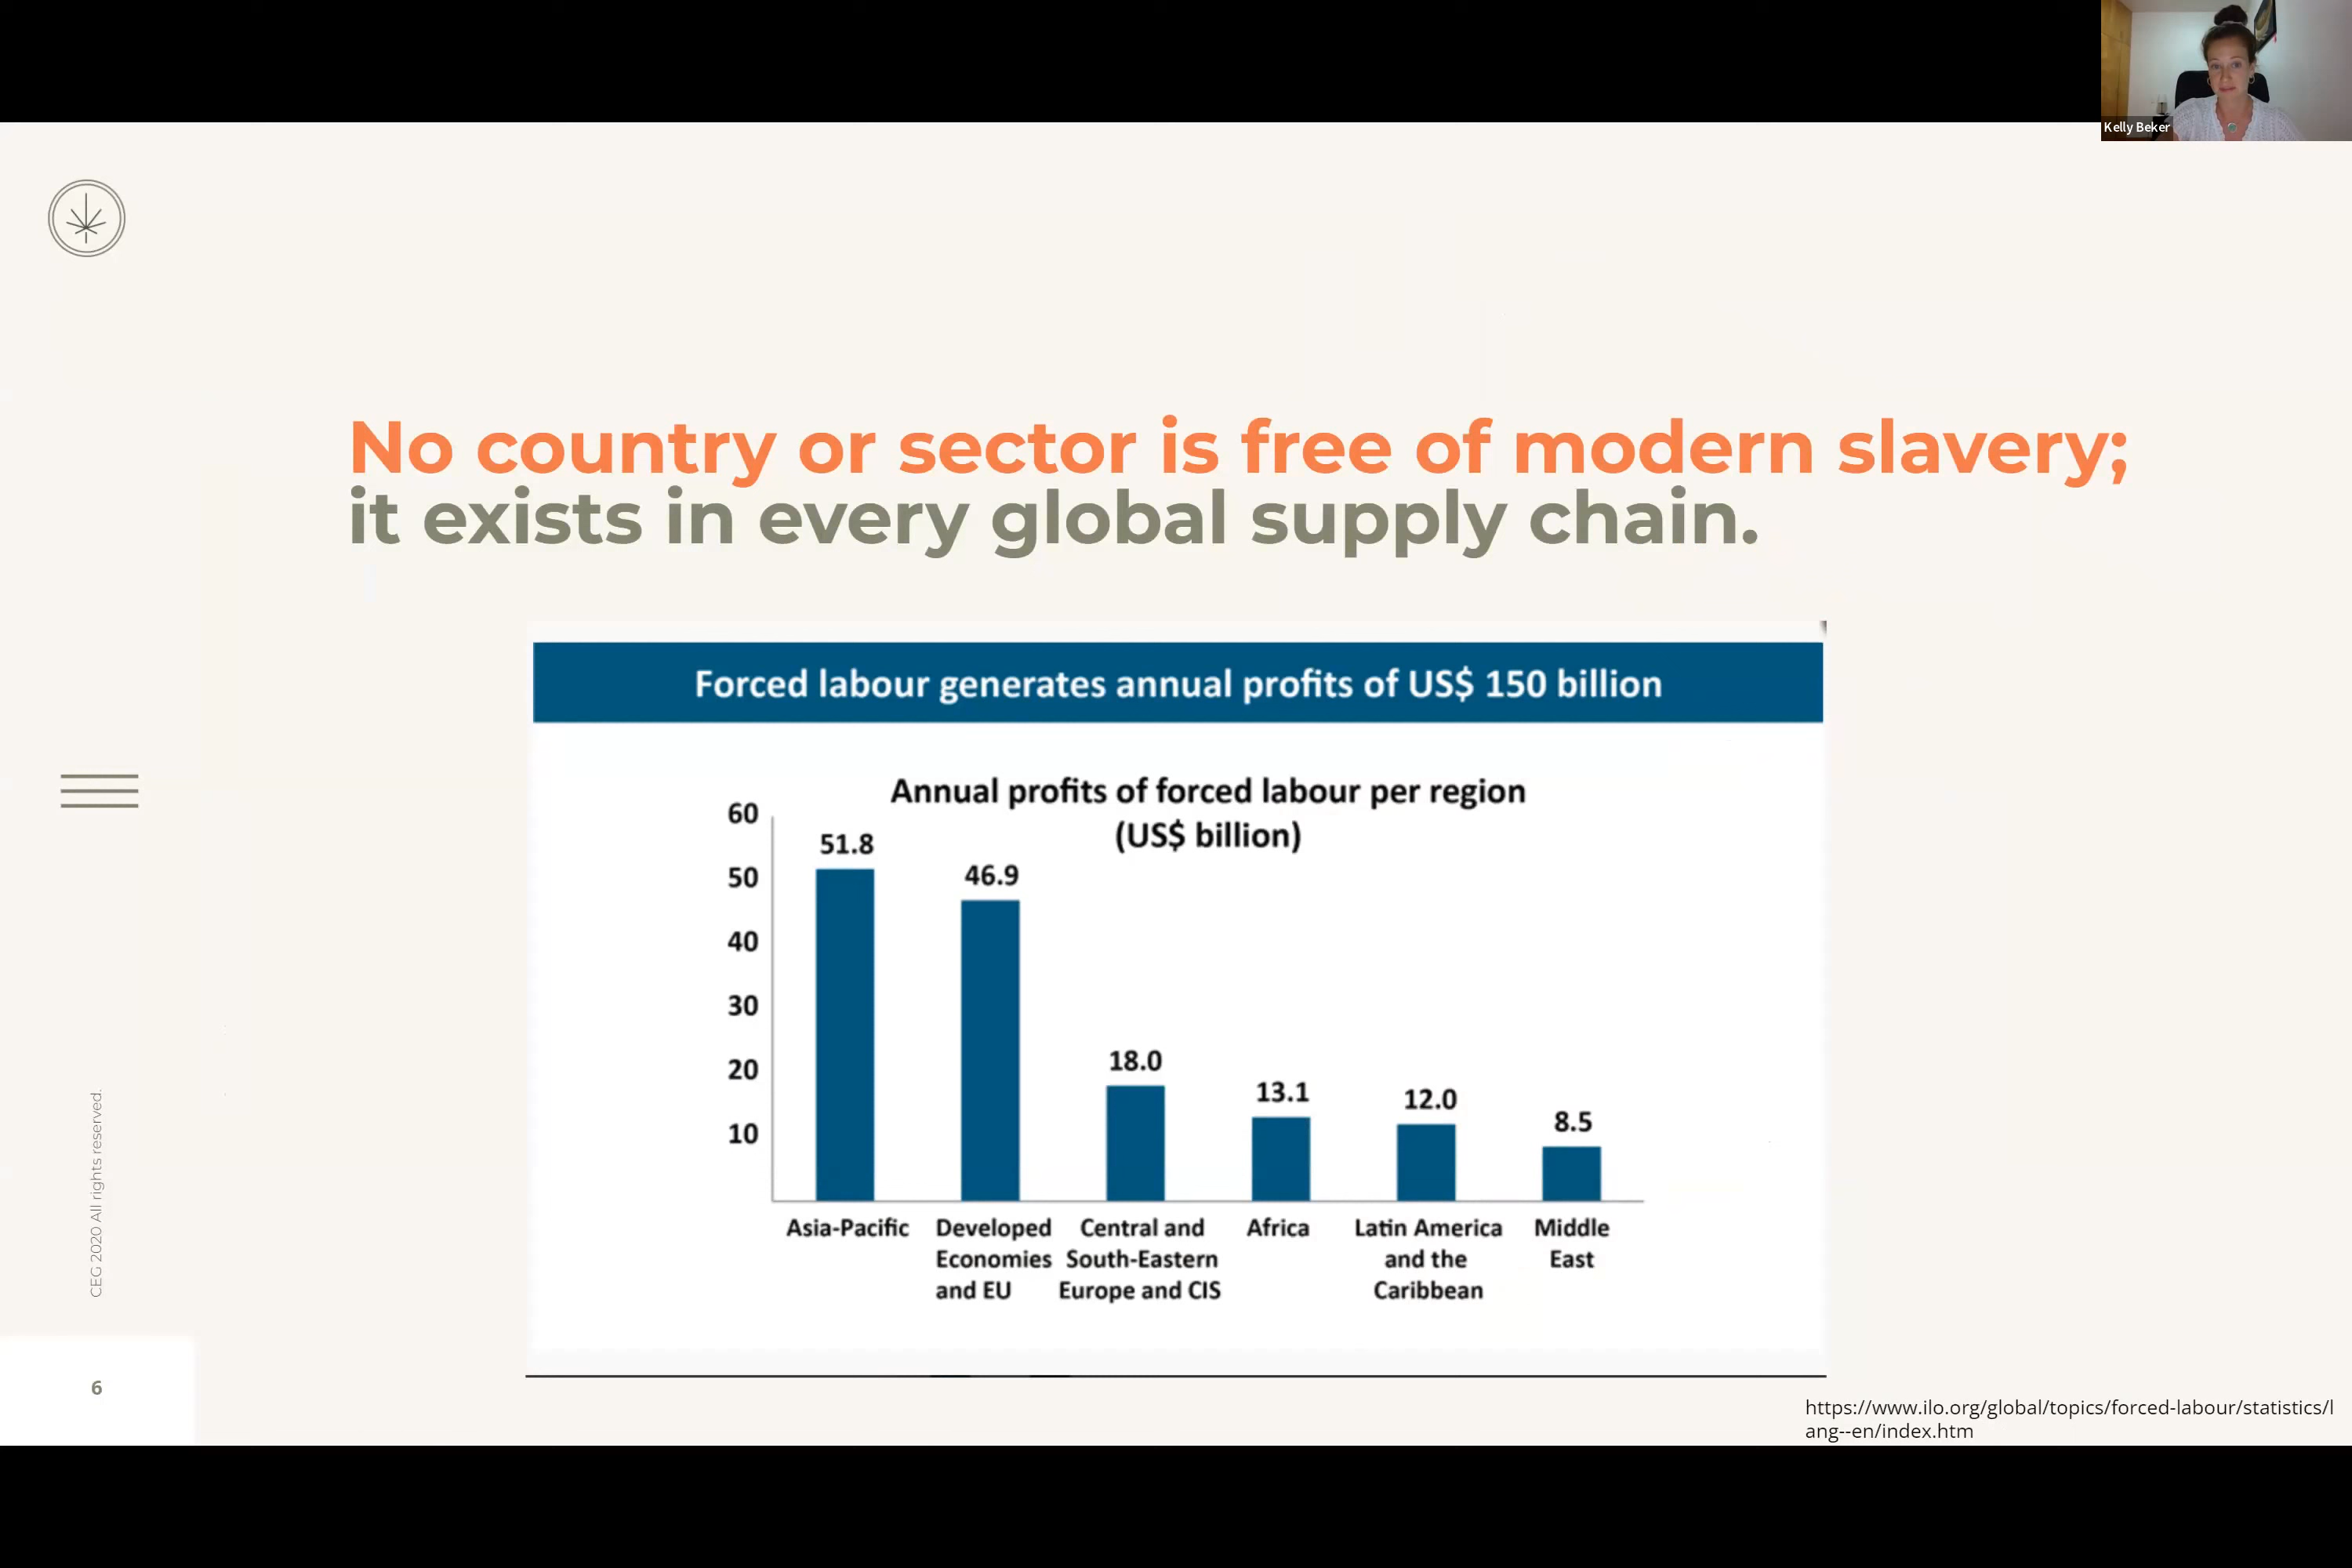 Kelly Beker
No country or sector is free of modern slavery;
it exists in every global supply chain.
Forced labour generates annual profits of US$ 150 billion
Annual profits of forced labour per region
(US$ billion)
60
50
40
30
20
10
51.8
46.9
18.0
13.1
12.0
8.5
Asia-Pacific
Developed
Economies
and EU
Central and
South-Eastern
Europe and CIS
Africa
Latin America
and the
Caribbean
Middle
East
CEG 2020 All rights reserved.
6
https://www.ilo.org/global/topics/forced-labour/statistics/l
ang--en/index.htm